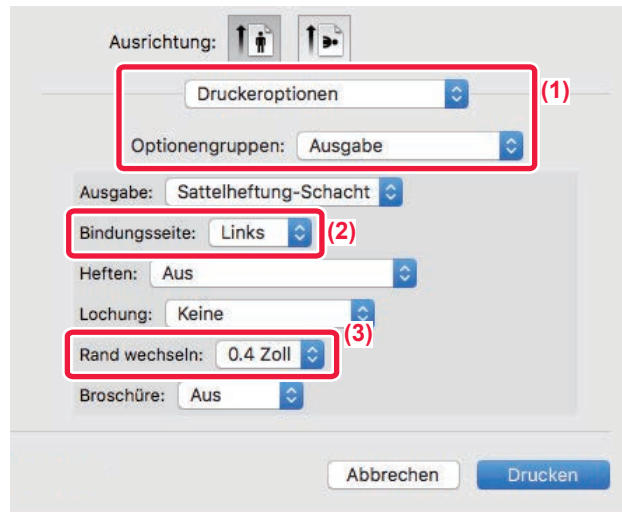 Ausrichtung:
Druckeroptionen (1)
Optionengruppen: Ausgabe
Ausgabe: Sattelheftung-Schacht
Bindungsseite: Links (2)
Heften: Aus
Lochung: Keine
(3)
Rand wechseln: 0.4 Zoll
Broschüre: Aus
Abbrechen Drucken